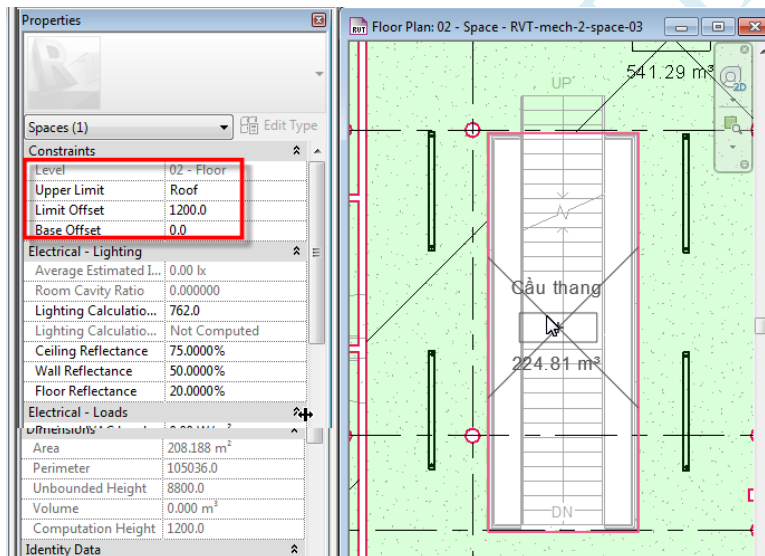 Properties
Spaces (1)
Edit Type
Constraints
Level 02 - Floor
Upper Limit Roof
Limit Offset 1200.0
Base Offset 0.0
Electrical - Lighting
Average Estimated I... 0.00 lx
Room Cavity Ratio 0.000000
Lighting Calculatio... 762.0
Lighting Calculatio... Not Computed
Ceiling Reflectance 75.0000%
Wall Reflectance 50.0000%
Floor Reflectance 20.0000%
Electrical - Loads
Dimensions
Area 208.188 m²
Perimeter 105036.0
Unbounded Height 8800.0
Volume 0.000 m³
Computation Height 1200.0
Identity Data
RVT Floor Plan: 02 - Space - RVT-mech-2-space-03
541.29 m³
2D
UP
Cầu thang
224.81 m³
DN